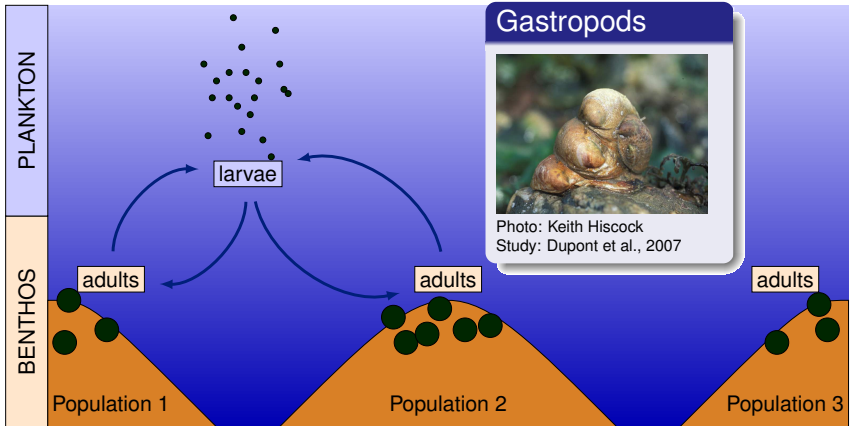 PLANKTON
BENTHOS
larvae
adults
adults
adults
Population 1
Population 2
Population 3
Gastropods
Photo: Keith Hiscock
Study: Dupont et al., 2007